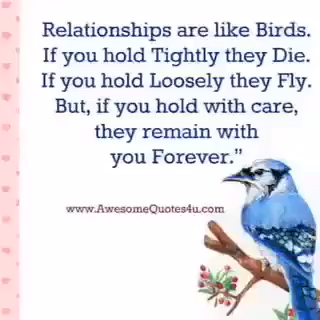 Relationships are like Birds.
If you hold Tightly they Die.
If you hold Loosely they Fly.
But, if you hold with care,
they remain with
you Forever.”
www.AwesomeQuotes4u.com